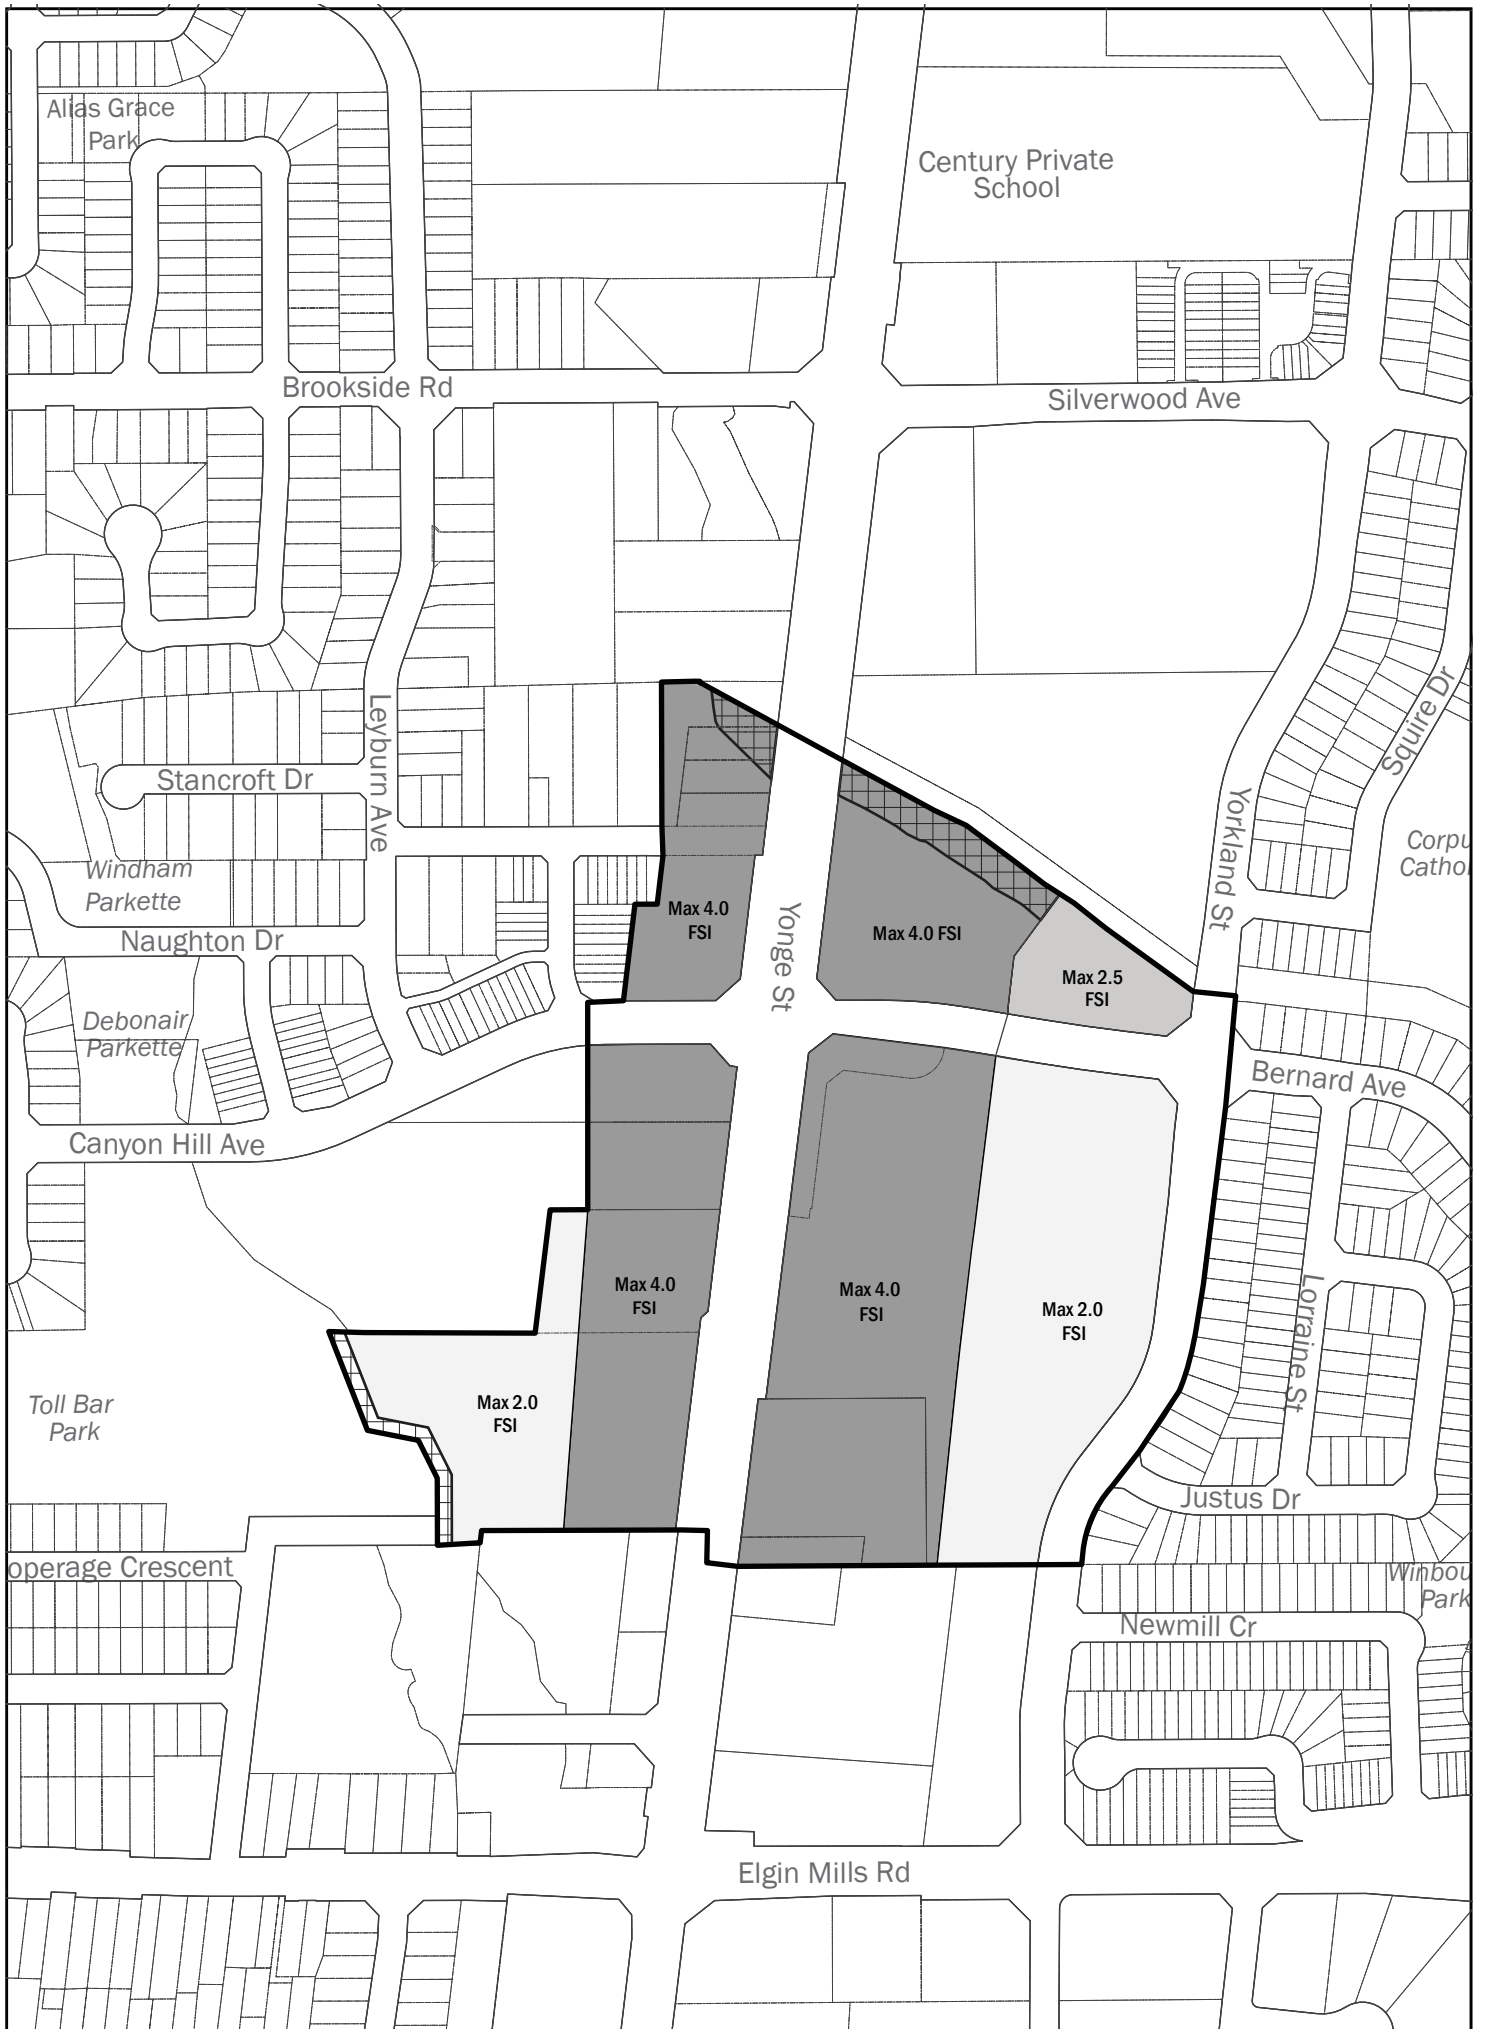 Alias Grace
Park
Century Private
School
Brookside Rd
Silverwood Ave
Leyburn Ave
Stancroft Dr
Squire Dr
Yorkland St
Windham
Parkette
Corpu
Cathol
Naughton Dr
Max 4.0
FSI
Yonge St
Max 4.0 FSI
Max 2.5
FSI
Debonair
Parkette
Bernard Ave
Canyon Hill Ave
Max 4.0
FSI
Max 4.0
FSI
Max 2.0
FSI
Lorraine St
Max 2.0
FSI
Toll Bar
Park
Justus Dr
operage Crescent
Winbou
Park
Newmill Cr
Elgin Mills Rd